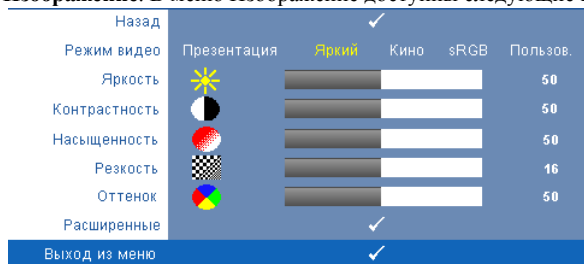 Изображение. В меню Изображение доступны следующие
Назад
Режим видео Презентация Яркий Кино sRGB Пользов.
Яркость 50
Контрастность 50
Насыщенность 50
Резкость 16
Оттенок 50
Расширенные
Выход из меню